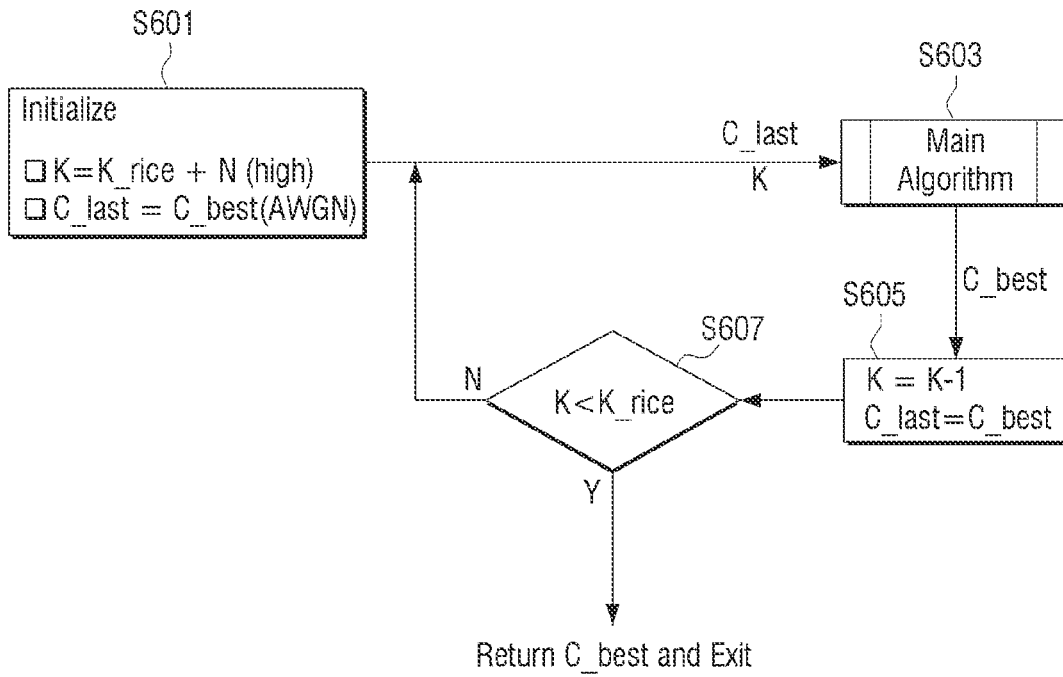 S601
Initialize
K=K_rice + N (high)
C_last = C_best(AWGN)
C_last
K
S603
Main
Algorithm
C_best
S605
K = K-1
C_last=C_best
S607
K<K_rice
N
Y
Return C_best and Exit